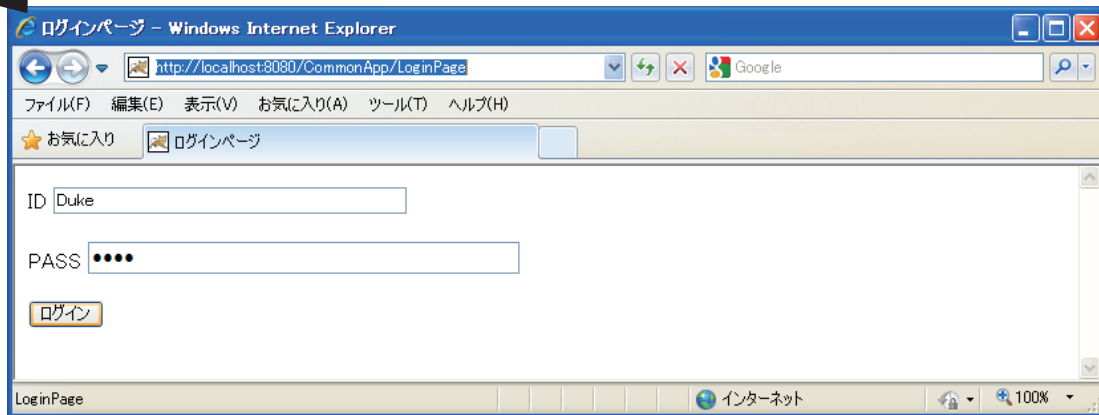 ログインページ - Windows Internet Explorer
http://localhost:8080/CommonApp/LoginPage
Google
ファイル(F) 編集(E) 表示(V) お気に入り(A) ツール(T) ヘルプ(H)
お気に入り ログインページ
ID Duke
PASS ••••
ログイン
LoginPage インターネット 100%